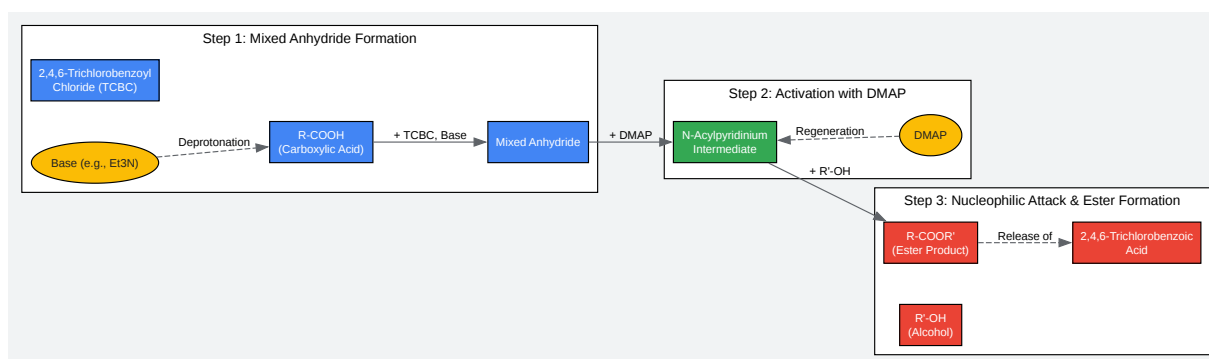 Step 1: Mixed Anhydride Formation
2,4,6-Trichlorobenzoyl
Chloride (TCBC)
Base (e.g., Et3N)
Deprotonation
R-COOH
(Carboxylic Acid)
+ TCBC, Base
Mixed Anhydride
+ DMAP
Step 2: Activation with DMAP
N-Acylpyridinium
Intermediate
Regeneration
DMAP
+ R'-OH
Step 3: Nucleophilic Attack & Ester Formation
R-COOR'
(Ester Product)
Release of
2,4,6-Trichlorobenzoic
Acid
R'-OH
(Alcohol)